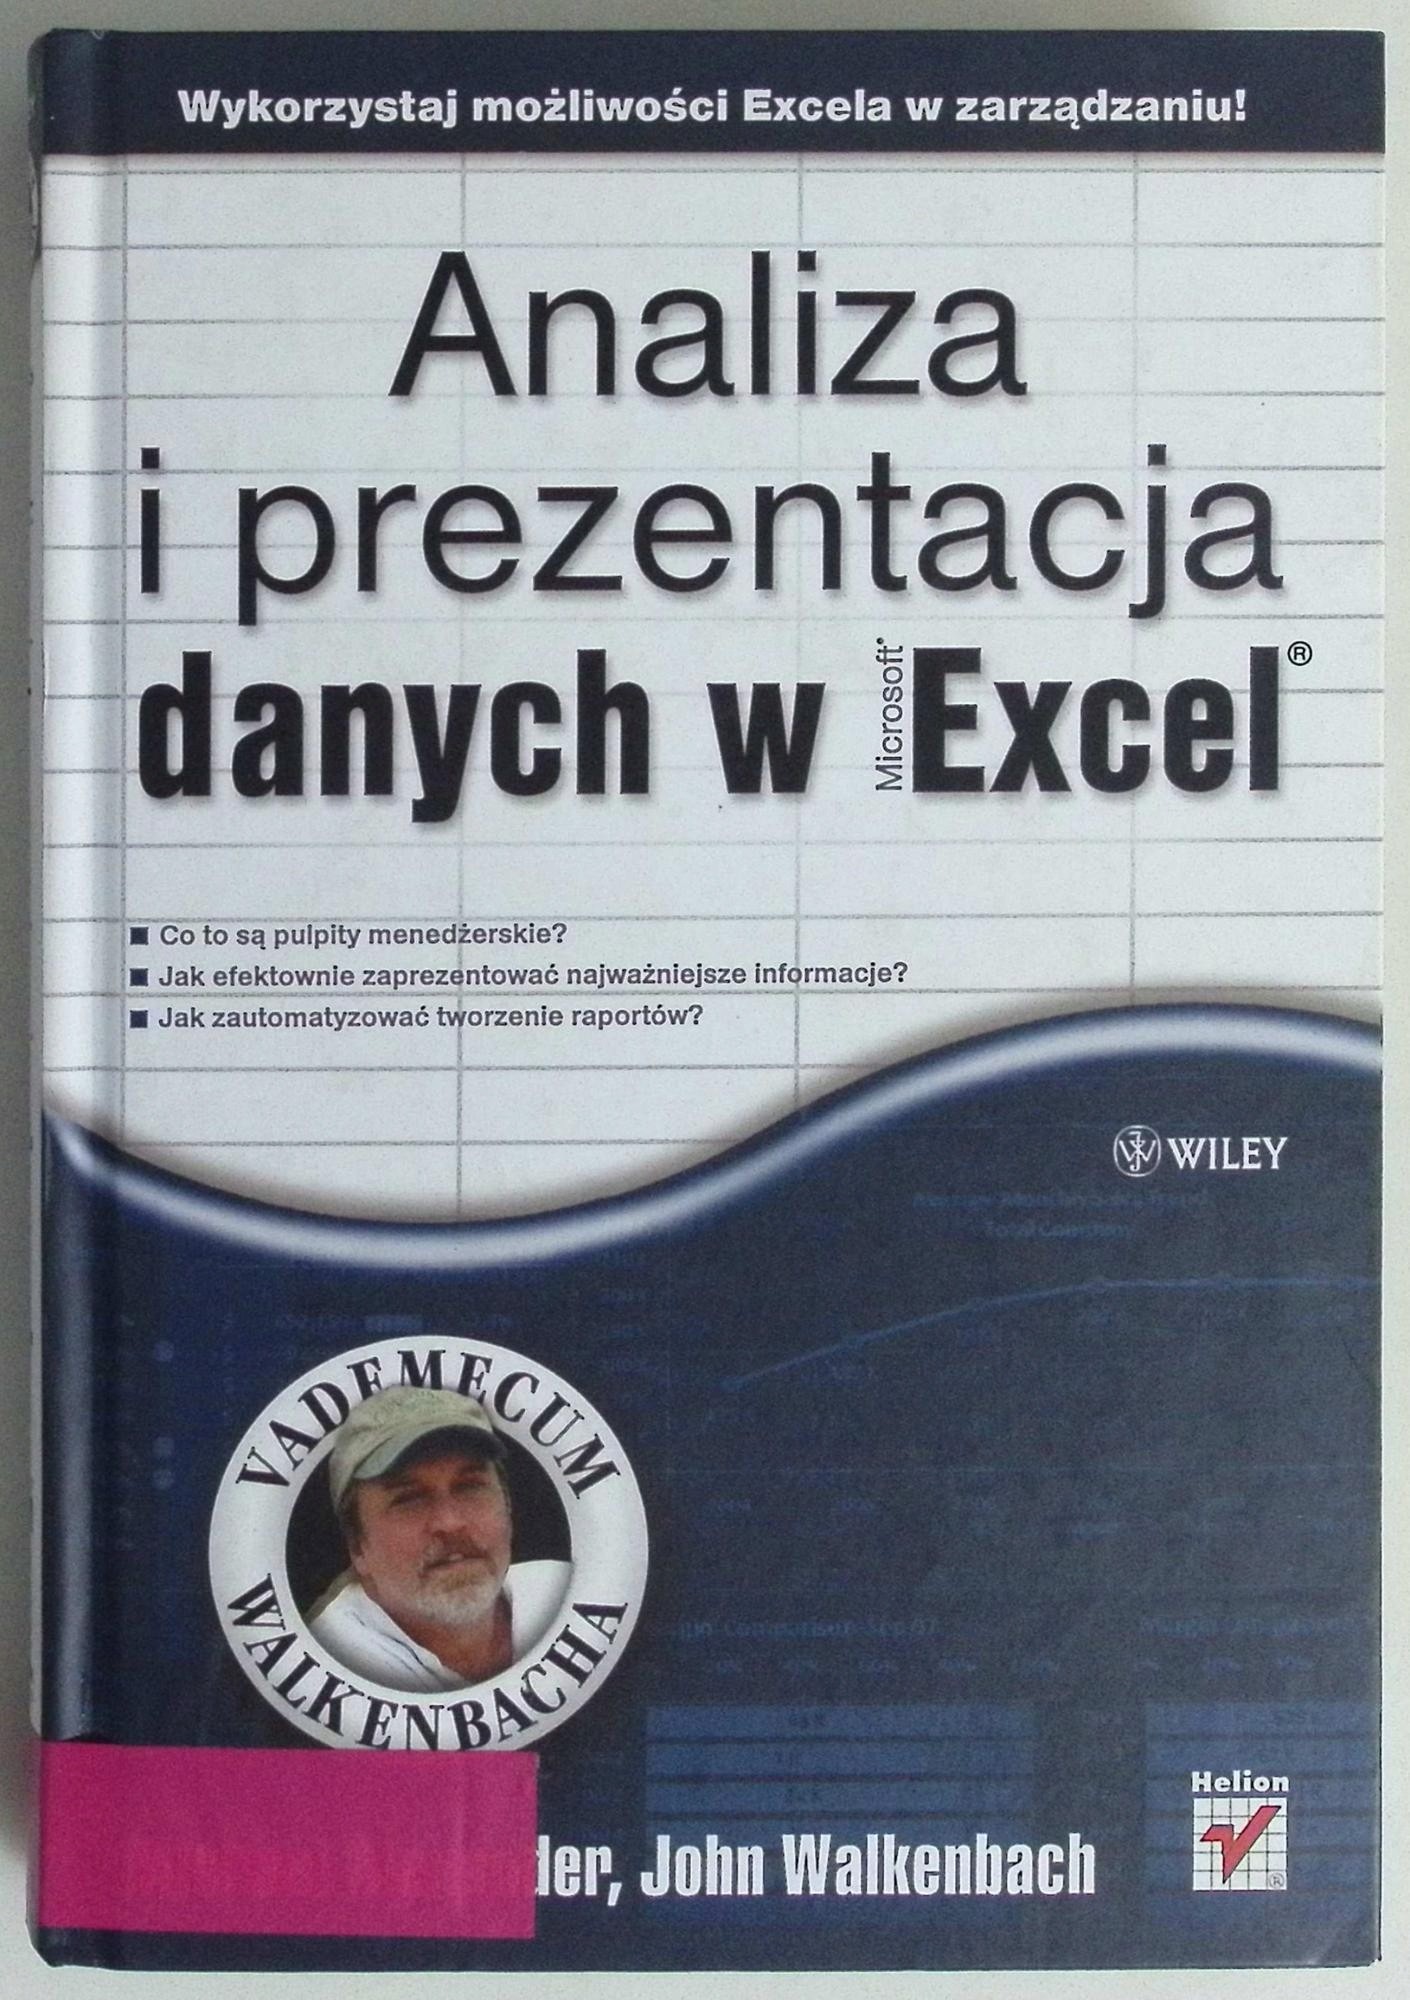 Wykorzystaj możliwości Excela w zarządzaniu!
Analiza
i prezentacja
danych w Microsoft® Excel®
■ Co to są pulpity menedżerskie?
■ Jak efektownie zaprezentować najważniejsze informacje?
■ Jak zautomatyzować tworzenie raportów?
WILEY
VADEMECUM
WALKENBACHA
Helion
®
der, John Walkenbach